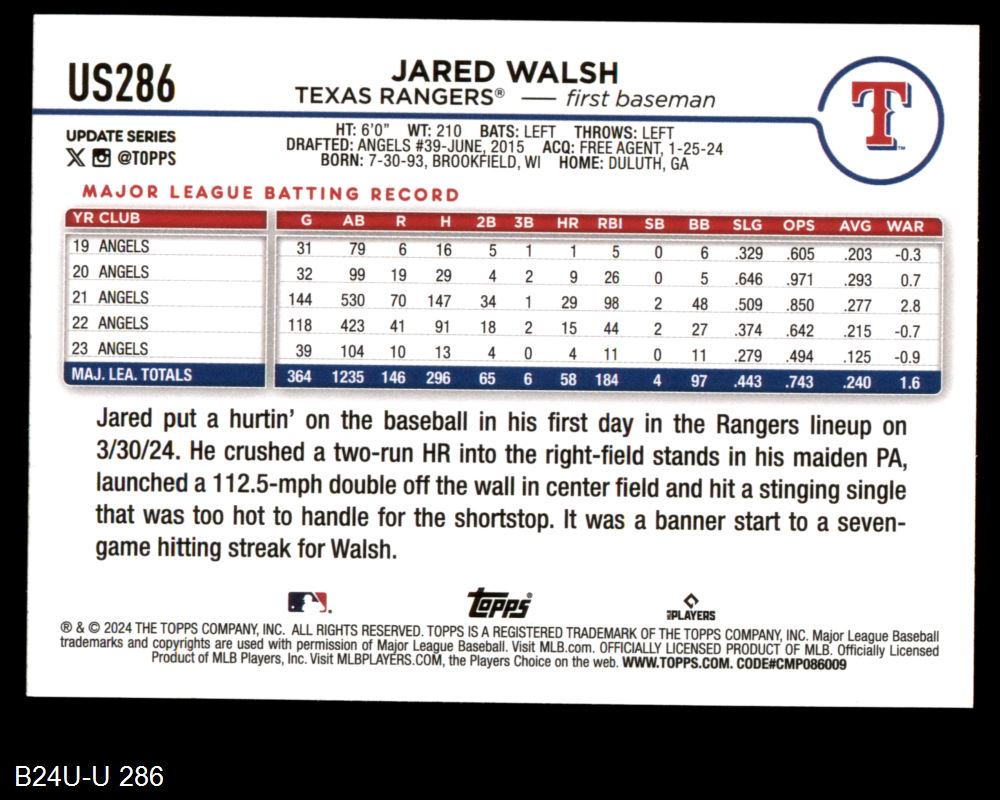 US286
JARED WALSH
TEXAS RANGERS® — first baseman
UPDATE SERIES
@TOPPS
HT: 6'0" WT: 210 BATS: LEFT THROWS: LEFT
DRAFTED: ANGELS #39-JUNE, 2015 ACQ: FREE AGENT, 1-25-24
BORN: 7-30-93, BROOKFIELD, WI HOME: DULUTH, GA
T
TM
MAJOR LEAGUE BATTING RECORD
YR CLUB G AB R H 2B 3B HR RBI SB BB SLG OPS AVG WAR
19 ANGELS 31 79 6 16 5 1 1 5 0 6 .329 .605 .203 -0.3
20 ANGELS 32 99 19 29 4 2 9 26 0 5 .646 .971 .293 0.7
21 ANGELS 144 530 70 147 34 1 29 98 2 48 .509 .850 .277 2.8
22 ANGELS 118 423 41 91 18 2 15 44 2 27 .374 .642 .215 -0.7
23 ANGELS 39 104 10 13 4 0 4 11 0 11 .279 .494 .125 -0.9
MAJ. LEA. TOTALS 364 1235 146 296 65 6 58 184 4 97 .443 .743 .240 1.6
Jared put a hurtin' on the baseball in his first day in the Rangers lineup on
3/30/24. He crushed a two-run HR into the right-field stands in his maiden PA,
launched a 112.5-mph double off the wall in center field and hit a stinging single
that was too hot to handle for the shortstop. It was a banner start to a seven-
game hitting streak for Walsh.
Topps®
PLAYERS
® & © 2024 THE TOPPS COMPANY, INC. ALL RIGHTS RESERVED. TOPPS IS A REGISTERED TRADEMARK OF THE TOPPS COMPANY, INC. Major League Baseball
trademarks and copyrights are used with permission of Major League Baseball. Visit MLB.com. OFFICIALLY LICENSED PRODUCT OF MLB. Officially Licensed
Product of MLB Players, Inc. Visit MLBPLAYERS.COM, the Players Choice on the web. WWW.TOPPS.COM. CODE#CMP086009
B24U-U 286